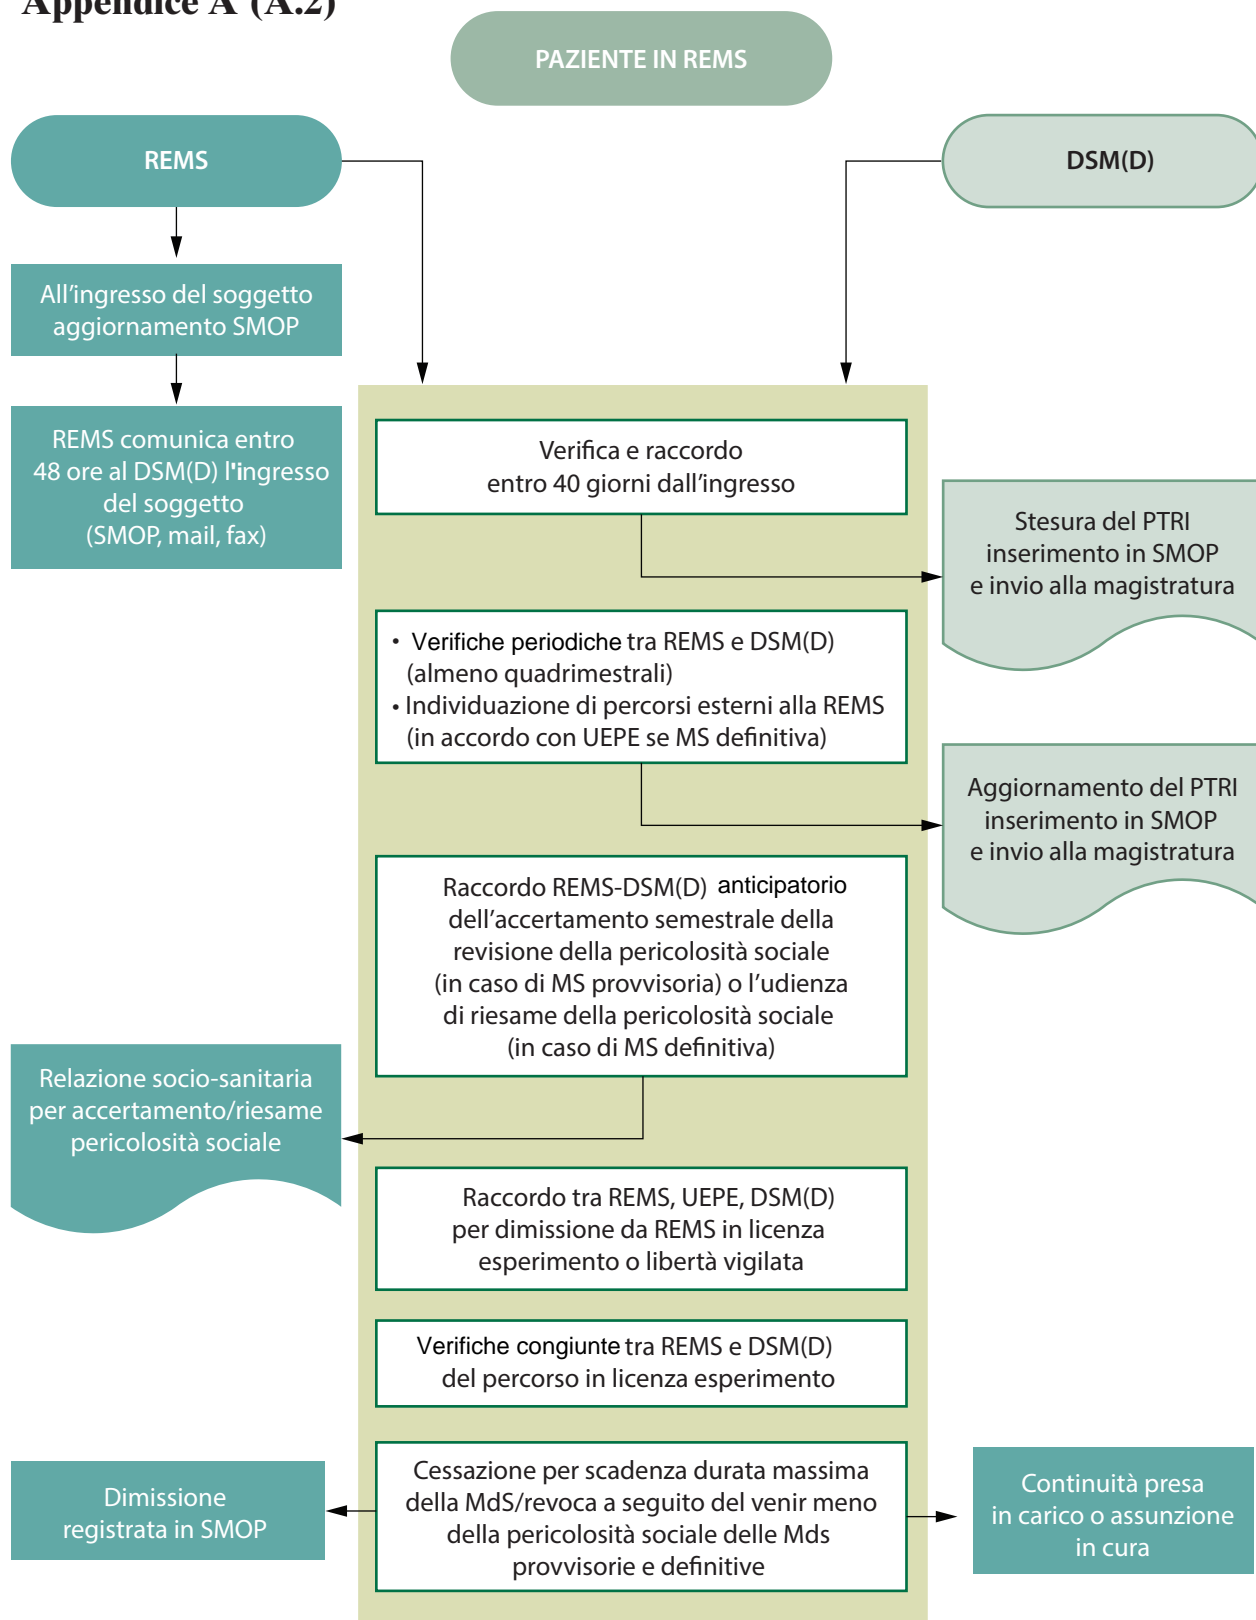 Appendice A (A.2)
PAZIENTE IN REMS
REMS
DSM(D)
All'ingresso del soggetto
aggiornamento SMOP
REMS comunica entro
48 ore al DSM(D) l'ingresso
del soggetto
(SMOP, mail, fax)
Verifica e raccordo
entro 40 giorni dall'ingresso
Stesura del PTRI
inserimento in SMOP
e invio alla magistratura
• Verifiche periodiche tra REMS e DSM(D)
(almeno quadrimestrali)
• Individuazione di percorsi esterni alla REMS
(in accordo con UEPE se MS definitiva)
Aggiornamento del PTRI
inserimento in SMOP
e invio alla magistratura
Raccordo REMS-DSM(D) anticipatorio
dell'accertamento semestrale della
revisione della pericolosità sociale
(in caso di MS provvisoria) o l'udienza
di riesame della pericolosità sociale
(in caso di MS definitiva)
Relazione socio-sanitaria
per accertamento/riesame
pericolosità sociale
Raccordo tra REMS, UEPE, DSM(D)
per dimissione da REMS in licenza
esperimento o libertà vigilata
Verifiche congiunte tra REMS e DSM(D)
del percorso in licenza esperimento
Cessazione per scadenza durata massima
della MdS/revoca a seguito del venir meno
della pericolosità sociale delle Mds
provvisorie e definitive
Dimissione
registrata in SMOP
Continuità presa
in carico o assunzione
in cura